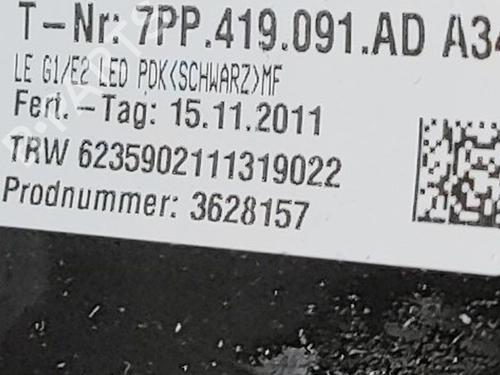 T-Nr: 7PP.419.091.AD A34
LE G1/E2 LED PDK(SCHWARZ)MF
Fert.-Tag: 15.11.2011
TRW 6235902111319022
Prodnummer: 3628157